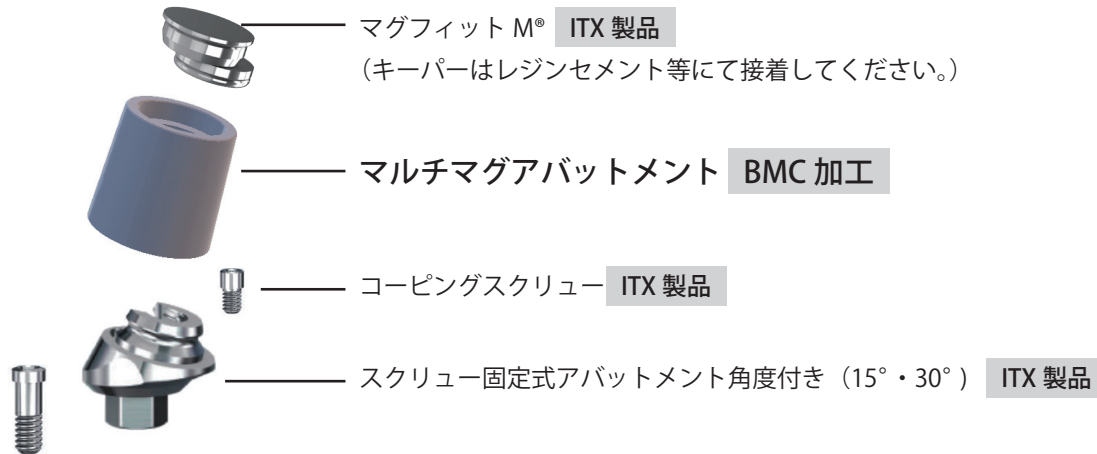 マグフィット M® ITX 製品
（キーパーはレジンセメント等にて接着してください。）
マルチマグアバットメント BMC 加工
コーピングスクリュー ITX 製品
スクリュー固定式アバットメント角度付き（15°・30°) ITX 製品